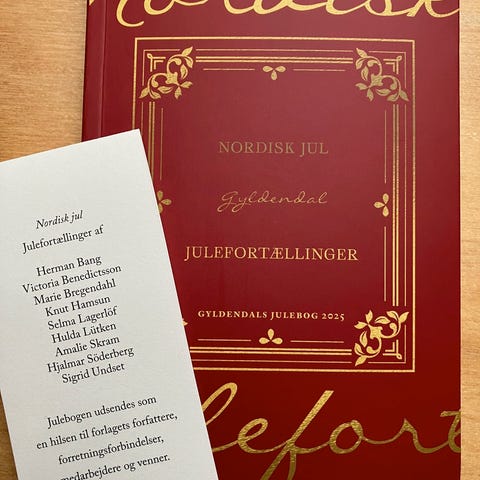 Nordisk
NORDISK JUL
Gyldendal
JULEFORTÆLLINGER
GYLDENDALS JULEBOG 2025
lefort
Nordisk jul
Julefortællinger af
Herman Bang
Victoria Benedictsson
Marie Bregendahl
Knut Hamsun
Selma Lagerlöf
Hulda Lütken
Amalie Skram
Hjalmar Söderberg
Sigrid Undset
Julebogen udsendes som
en hilsen til forlagets forfattere,
forretningsforbindelser,
medarbejdere og venner.